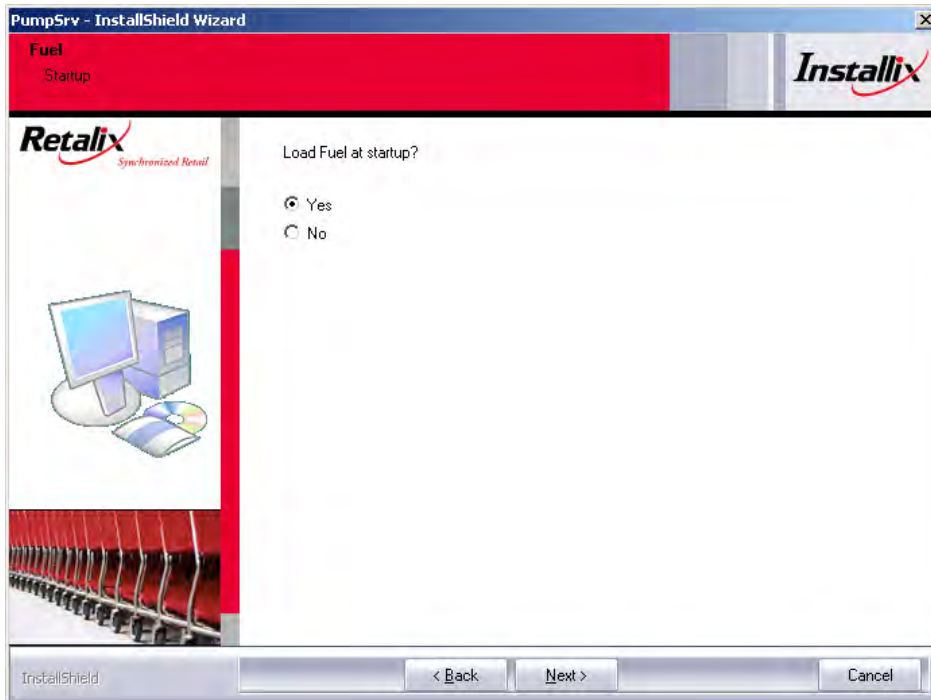 PumpSrv - InstallShield Wizard
Fuel
Startup
Installix
Retalix
Synchronized Retail
Load Fuel at startup?
Yes
No
InstallShield
< Back
Next >
Cancel